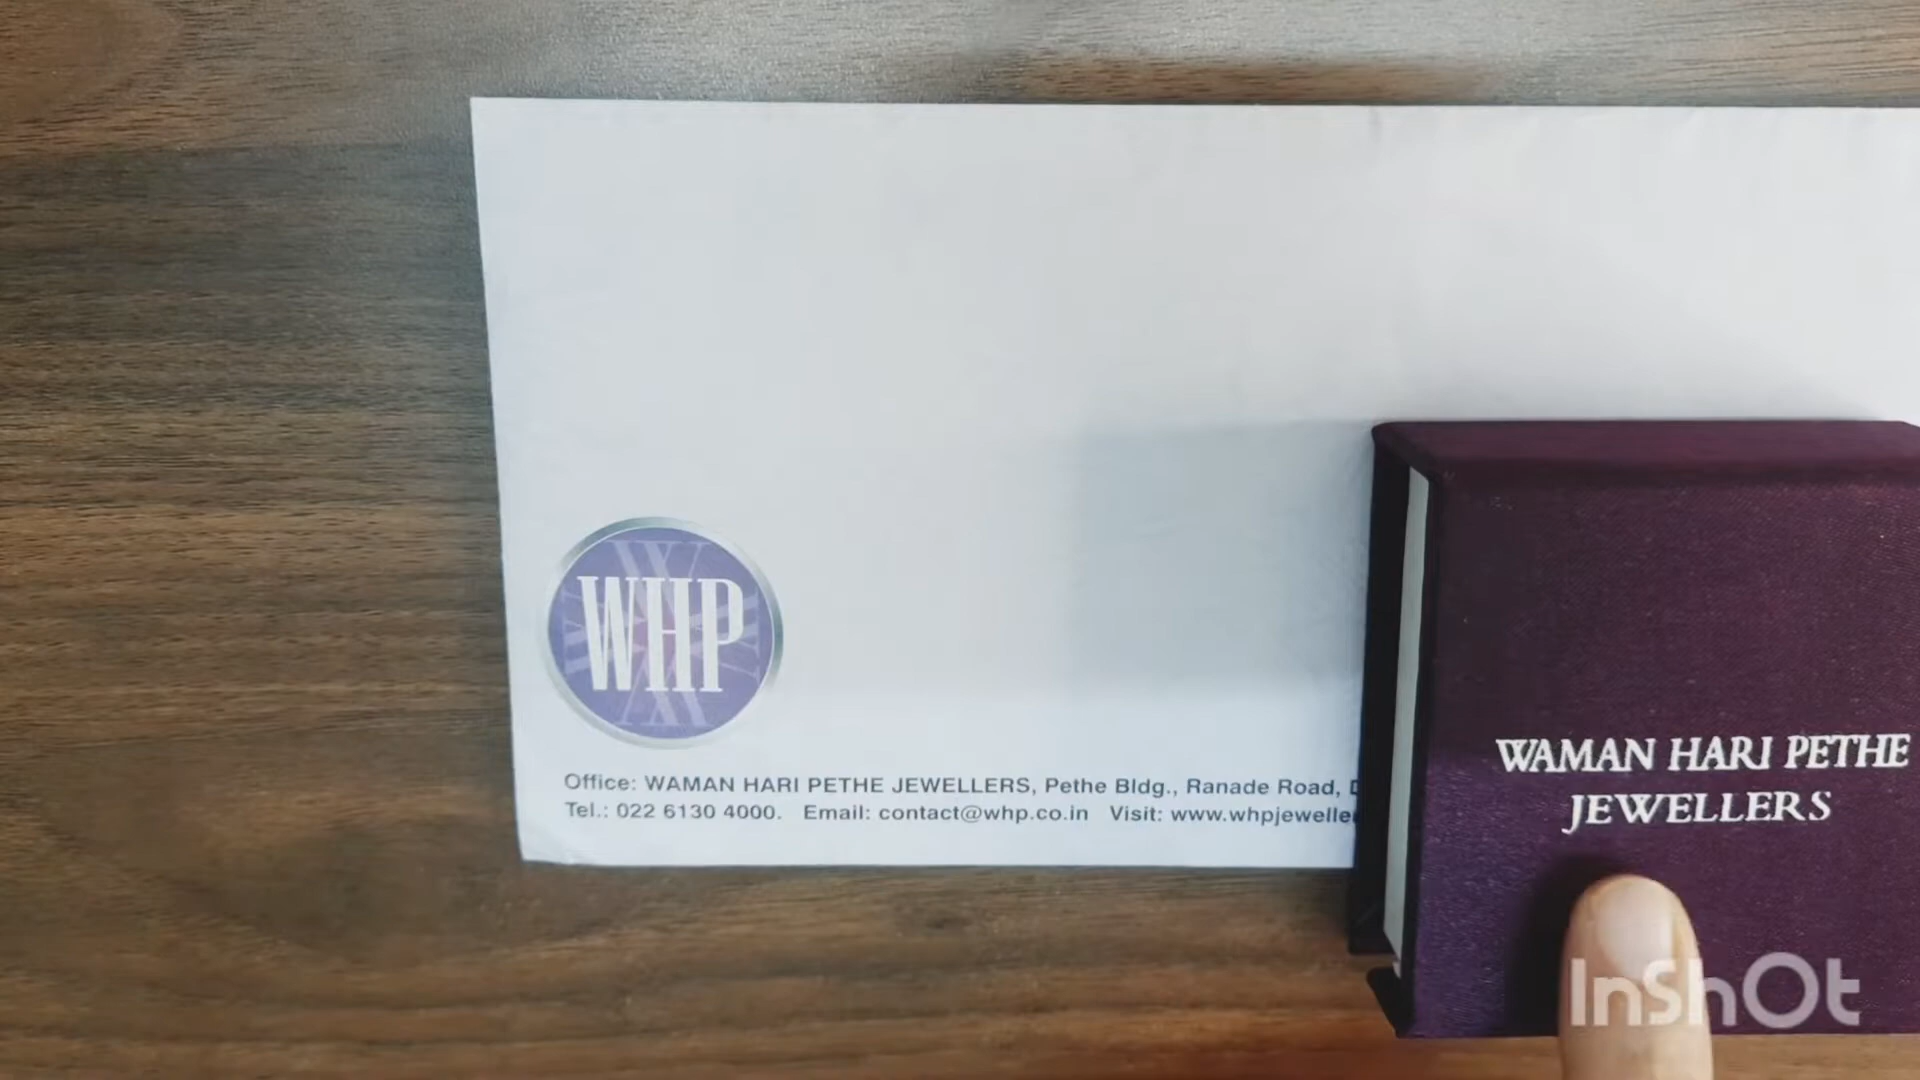 WHP
Office: WAMAN HARI PETHE JEWELLERS, Pethe Bldg., Ranade Road,
Tel.: 022 6130 4000. Email: contact@whp.co.in Visit:
WAMAN HARI PETHE
JEWELLERS
InShOt